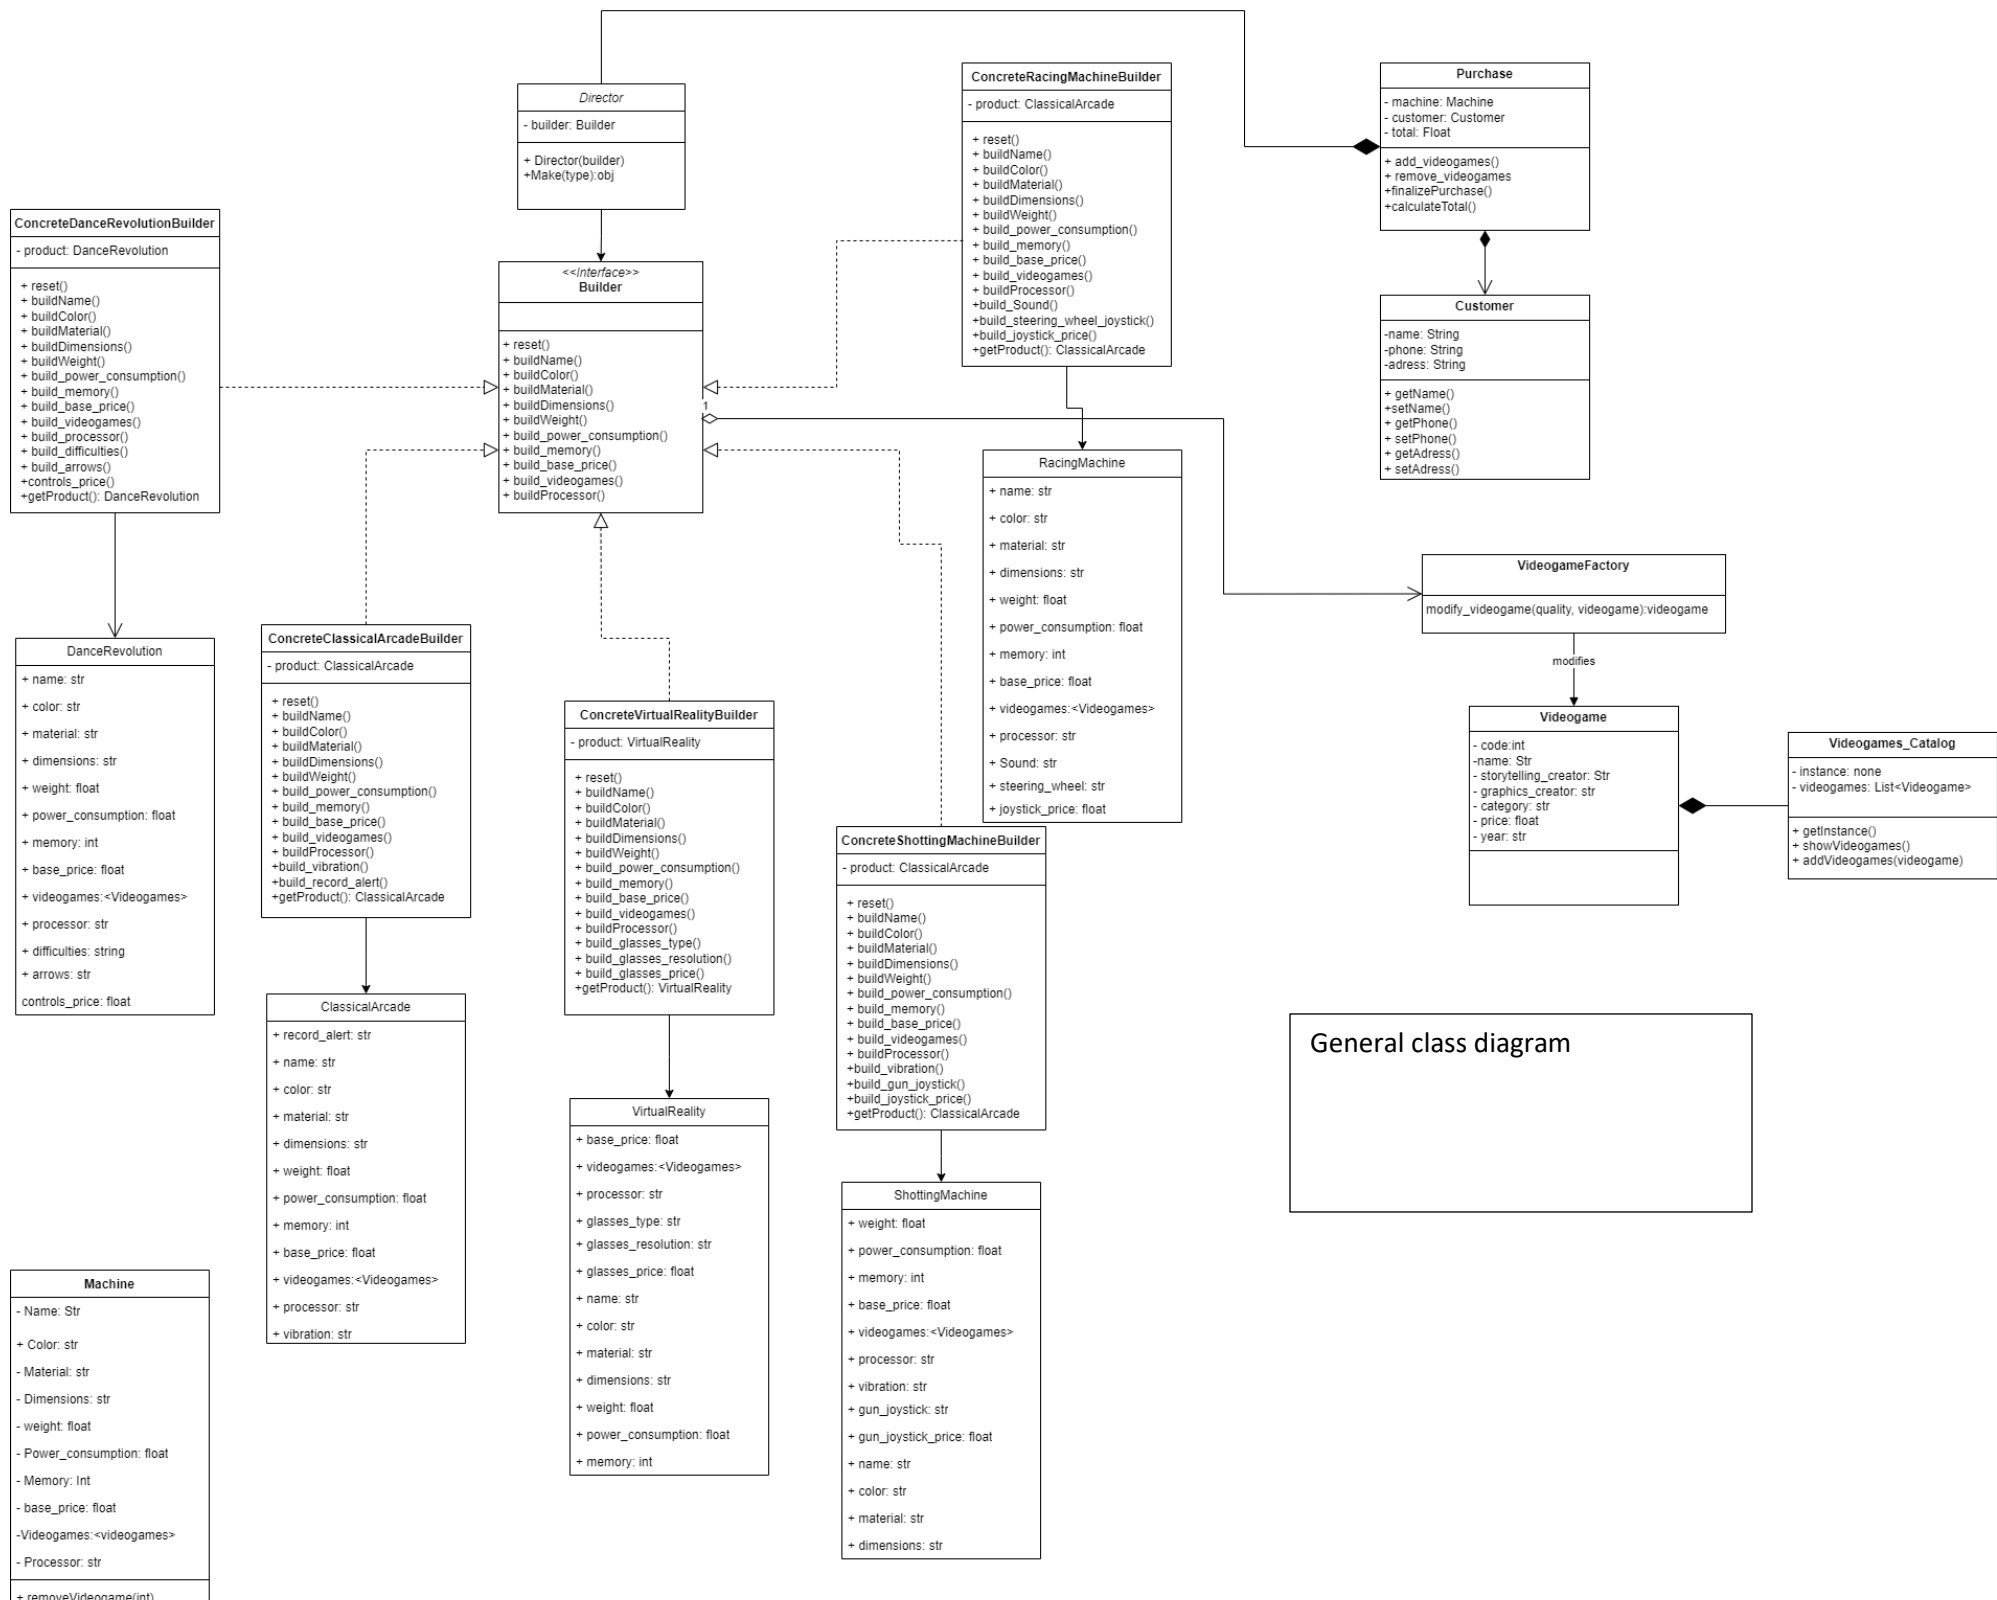 Director
- builder: Builder
+ Director(builder)
+Make(type):obj
ConcreteRacingMachineBuilder
- product: ClassicalArcade
+ reset()
+ buildName()
+ buildColor()
+ buildMaterial()
+ buildDimensions()
+ buildWeight()
+ build_power_consumption()
+ build_memory()
+ build_base_price()
+ build_videogames()
+ buildProcessor()
+build_Sound()
+build_steering_wheel_joystick()
+build_joystick_price()
+getProduct(): ClassicalArcade
Purchase
- machine: Machine
- customer: Customer
- total: Float
+ add_videogames()
+ remove_videogames
+finalizePurchase()
+calculateTotal()
ConcreteDanceRevolutionBuilder
- product: DanceRevolution
+ reset()
+ buildName()
+ buildColor()
+ buildMaterial()
+ buildDimensions()
+ buildWeight()
+ build_power_consumption()
+ build_memory()
+ build_base_price()
+ build_videogames()
+ build_processor()
+ build_difficulties()
+ build_arrows()
+controls_price()
+getProduct(): DanceRevolution
<<Interface>>
Builder
+ reset()
+ buildName()
+ buildColor()
+ buildMaterial()
+ buildDimensions()
+ buildWeight()
+ build_power_consumption()
+ build_memory()
+ build_base_price()
+ build_videogames()
+ buildProcessor()
1
Customer
-name: String
-phone: String
-adress: String
+ getName()
+setName()
+ getPhone()
+ setPhone()
+ getAdress()
+ setAdress()
RacingMachine
+ name: str
+ color: str
+ material: str
+ dimensions: str
+ weight: float
+ power_consumption: float
+ memory: int
+ base_price: float
+ videogames:<Videogames>
+ processor: str
+ Sound: str
+ steering_wheel: str
+ joystick_price: float
VideogameFactory
modify_videogame(quality, videogame):videogame
modifies
Videogame
- code:int
-name: Str
- storytelling_creator: Str
- graphics_creator: str
- category: str
- price: float
- year: str
Videogames_Catalog
- instance: none
- videogames: List<Videogame>
+ getInstance()
+ showVideogames()
+ addVideogames(videogame)
DanceRevolution
+ name: str
+ color: str
+ material: str
+ dimensions: str
+ weight: float
+ power_consumption: float
+ memory: int
+ base_price: float
+ videogames:<Videogames>
+ processor: str
+ difficulties: string
+ arrows: str
controls_price: float
ConcreteClassicalArcadeBuilder
- product: ClassicalArcade
+ reset()
+ buildName()
+ buildColor()
+ buildMaterial()
+ buildDimensions()
+ buildWeight()
+ build_power_consumption()
+ build_memory()
+ build_base_price()
+ build_videogames()
+ buildProcessor()
+build_vibration()
+build_record_alert()
+getProduct(): ClassicalArcade
ConcreteVirtualRealityBuilder
- product: VirtualReality
+ reset()
+ buildName()
+ buildColor()
+ buildMaterial()
+ buildDimensions()
+ buildWeight()
+ build_power_consumption()
+ build_memory()
+ build_base_price()
+ build_videogames()
+ buildProcessor()
+ build_glasses_type()
+ build_glasses_resolution()
+ build_glasses_price()
+getProduct(): VirtualReality
ConcreteShottingMachineBuilder
- product: ClassicalArcade
+ reset()
+ buildName()
+ buildColor()
+ buildMaterial()
+ buildDimensions()
+ buildWeight()
+ build_power_consumption()
+ build_memory()
+ build_base_price()
+ build_videogames()
+ buildProcessor()
+build_vibration()
+build_gun_joystick()
+build_joystick_price()
+getProduct(): ClassicalArcade
ClassicalArcade
+ record_alert: str
+ name: str
+ color: str
+ material: str
+ dimensions: str
+ weight: float
+ power_consumption: float
+ memory: int
+ base_price: float
+ videogames:<Videogames>
+ processor: str
+ vibration: str
VirtualReality
+ base_price: float
+ videogames:<Videogames>
+ processor: str
+ glasses_type: str
+ glasses_resolution: str
+ glasses_price: float
+ name: str
+ color: str
+ material: str
+ dimensions: str
+ weight: float
+ power_consumption: float
+ memory: int
ShottingMachine
+ weight: float
+ power_consumption: float
+ memory: int
+ base_price: float
+ videogames:<Videogames>
+ processor: str
+ vibration: str
+ gun_joystick: str
+ gun_joystick_price: float
+ name: str
+ color: str
+ material: str
+ dimensions: str
General class diagram
Machine
- Name: Str
+ Color: str
- Material: str
- Dimensions: str
- weight: float
- Power_consumption: float
- Memory: Int
- base_price: float
-Videogames:<videogames>
- Processor: str
+ removeVideogame(int)